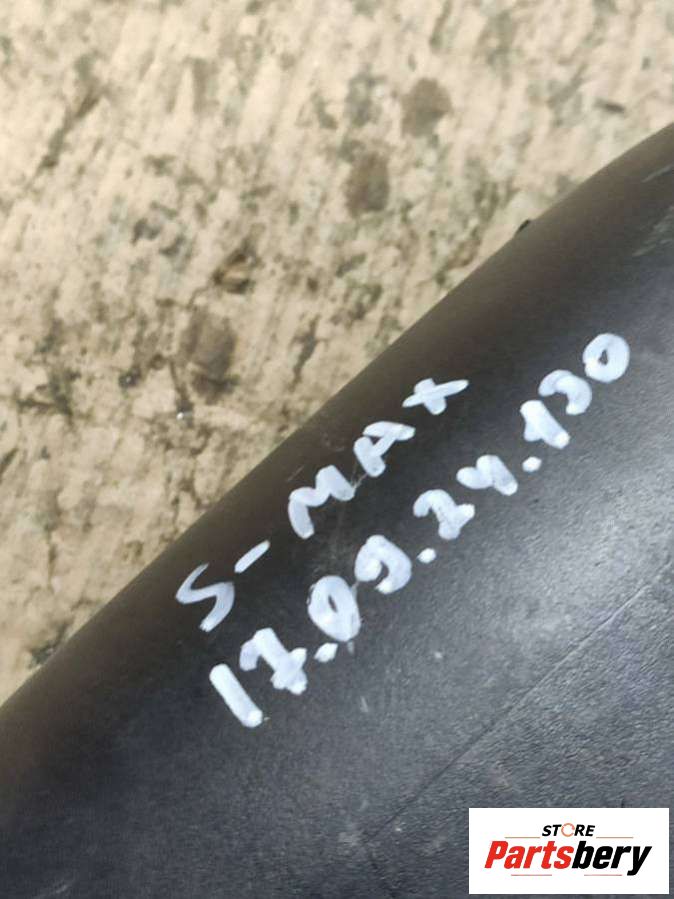 S-MAX
17.09.24.130
STORE
Partsbery